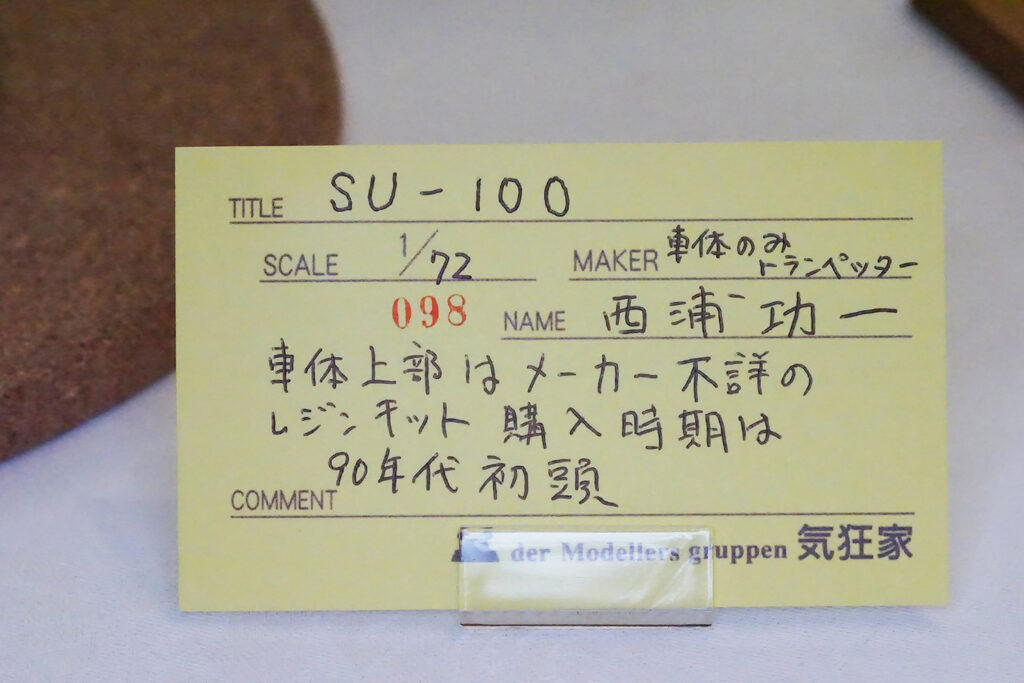 TITLE SU-100
SCALE 1/72
MAKER 車体のみ
トランペッター
098
NAME 西浦功一
車体上部はメーカー不詳の
レジンキット 購入時期は
90年代初頭
COMMENT
der Modellers gruppen 気狂家